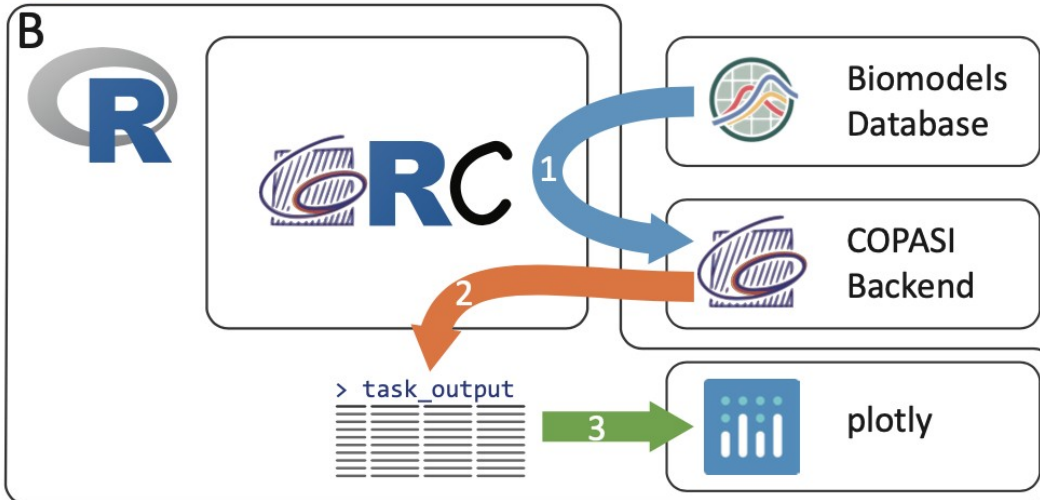 B
R
Biomodels
Database
RC
1
COPASI
Backend
2
> task_output
3
plotly